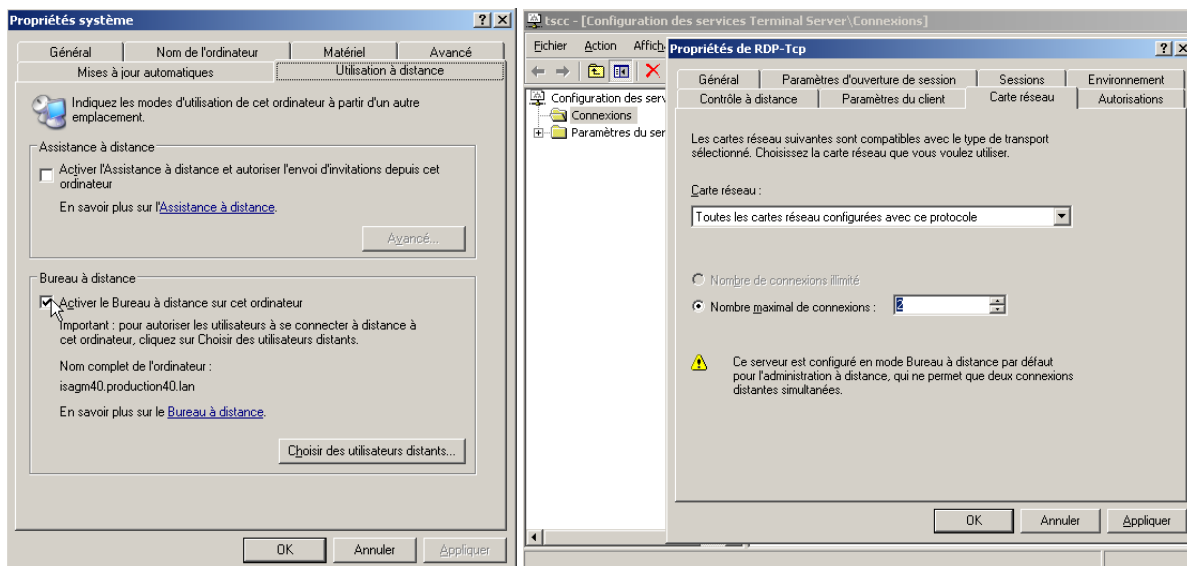 Propriétés système
Général
Nom de l'ordinateur
Matériel
Avancé
Mises à jour automatiques
Utilisation à distance
Indiquez les modes d'utilisation de cet ordinateur à partir d'un autre
emplacement.
Assistance à distance
Activer l'Assistance à distance et autoriser l'envoi d'invitations depuis cet
ordinateur
En savoir plus sur l'Assistance à distance.
Avancé...
Bureau à distance
Activer le Bureau à distance sur cet ordinateur
Important : pour autoriser les utilisateurs à se connecter à distance à
cet ordinateur, cliquez sur Choisir des utilisateurs distants.
Nom complet de l'ordinateur :
isagm40.production40.lan
En savoir plus sur le Bureau à distance.
Choisir des utilisateurs distants...
OK
Annuler
Appliquer
tscc - [Configuration des services Terminal Server\Connexions]
Fichier
Action
Affich
Configuration des serv
Connexions
Paramètres du ser
Propriétés de RDP-Tcp
Général
Paramètres d'ouverture de session
Sessions
Environnement
Contrôle à distance
Paramètres du client
Carte réseau
Autorisations
Les cartes réseau suivantes sont compatibles avec le type de transport
sélectionné. Choisissez la carte réseau que vous voulez utiliser.
Carte réseau :
Toutes les cartes réseau configurées avec ce protocole
Nombre de connexions illimité
Nombre maximal de connexions :
2
Ce serveur est configuré en mode Bureau à distance par défaut
pour l'administration à distance, qui ne permet que deux connexions
distantes simultanées.
OK
Annuler
Appliquer